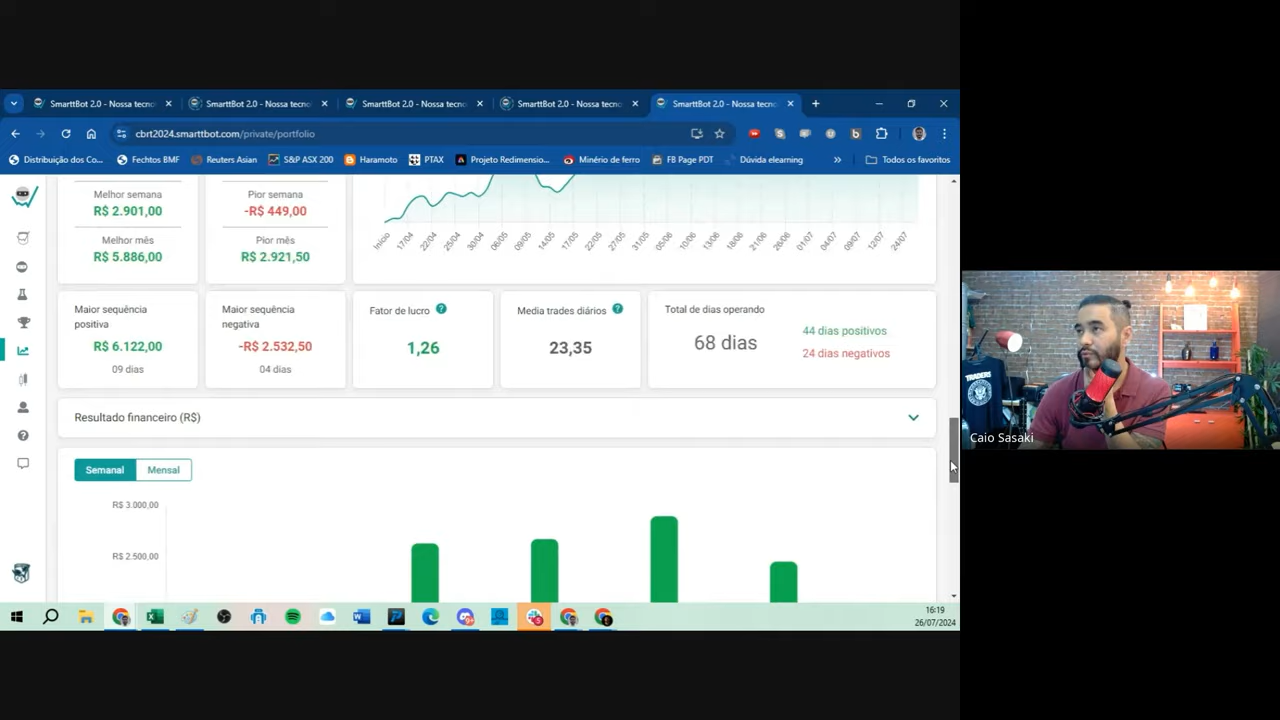 SmarttBot 2.0 - Nossa tecno
SmarttBot 2.0 - Nossa tecno
SmarttBot 2.0 - Nossa tecno
SmarttBot 2.0 - Nossa tecno
SmarttBot 2.0 - Nossa tecno
cbrt2024.smarttbot.com/private/portfolio
Distribuição dos Co...
Fechtos BMF
Reuters Asian
S&P ASX 200
Haramoto
PTAX
Projeto Redimensio...
Minério de ferro
FB Page PDT
Dúvida elearning
»
Todos os favoritos
Melhor semana
R$ 2.901,00
Melhor mês
R$ 5.886,00
Pior semana
-R$ 449,00
Pior mês
R$ 2.921,50
Início
17/04
22/04
25/04
30/04
06/05
09/05
14/05
17/05
22/05
27/05
31/05
05/06
10/06
13/06
18/06
21/06
26/06
01/07
04/07
09/07
12/07
24/07
Maior sequência
positiva
R$ 6.122,00
09 dias
Maior sequência
negativa
-R$ 2.532,50
04 dias
Fator de lucro
1,26
Media trades diários
23,35
Total de dias operando
68 dias
44 dias positivos
24 dias negativos
Resultado financeiro (R$)
Semanal
Mensal
R$ 3.000,00
R$ 2.500,00
16:19
26/07/2024
TRADERS
Caio Sasaki